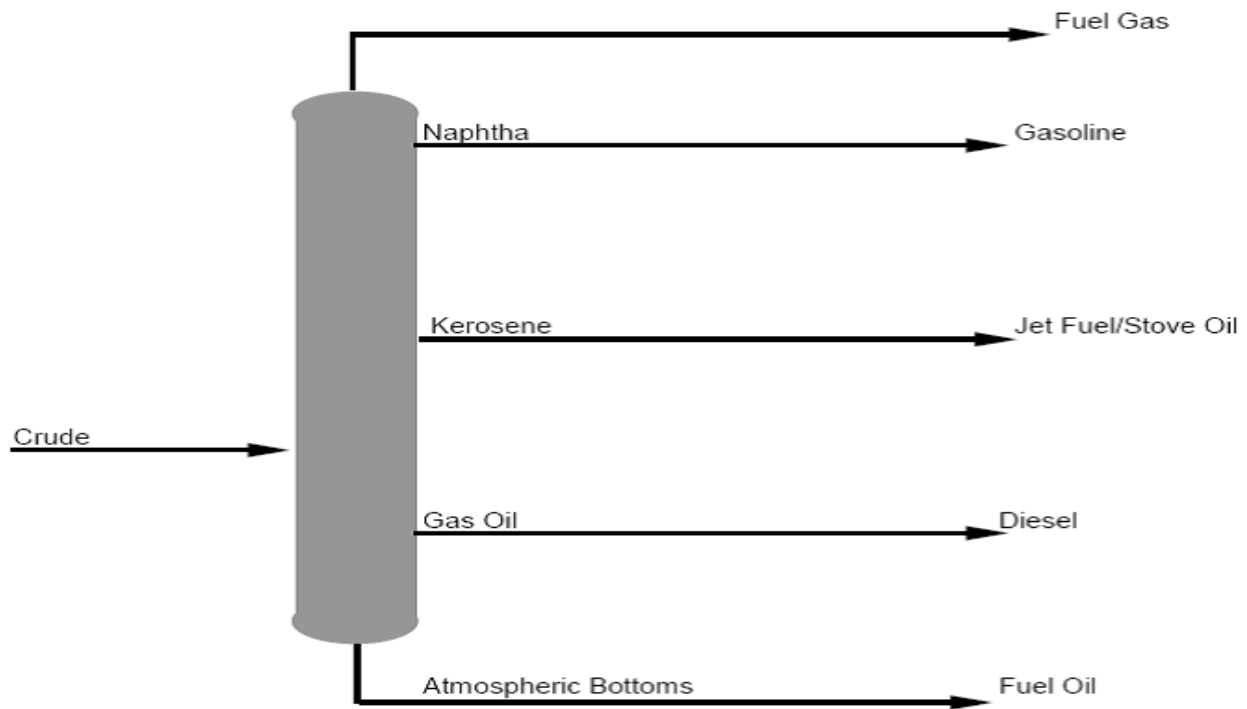 Fuel Gas
Naphtha
Gasoline
Kerosene
Jet Fuel/Stove Oil
Crude
Gas Oil
Diesel
Atmospheric Bottoms
Fuel Oil